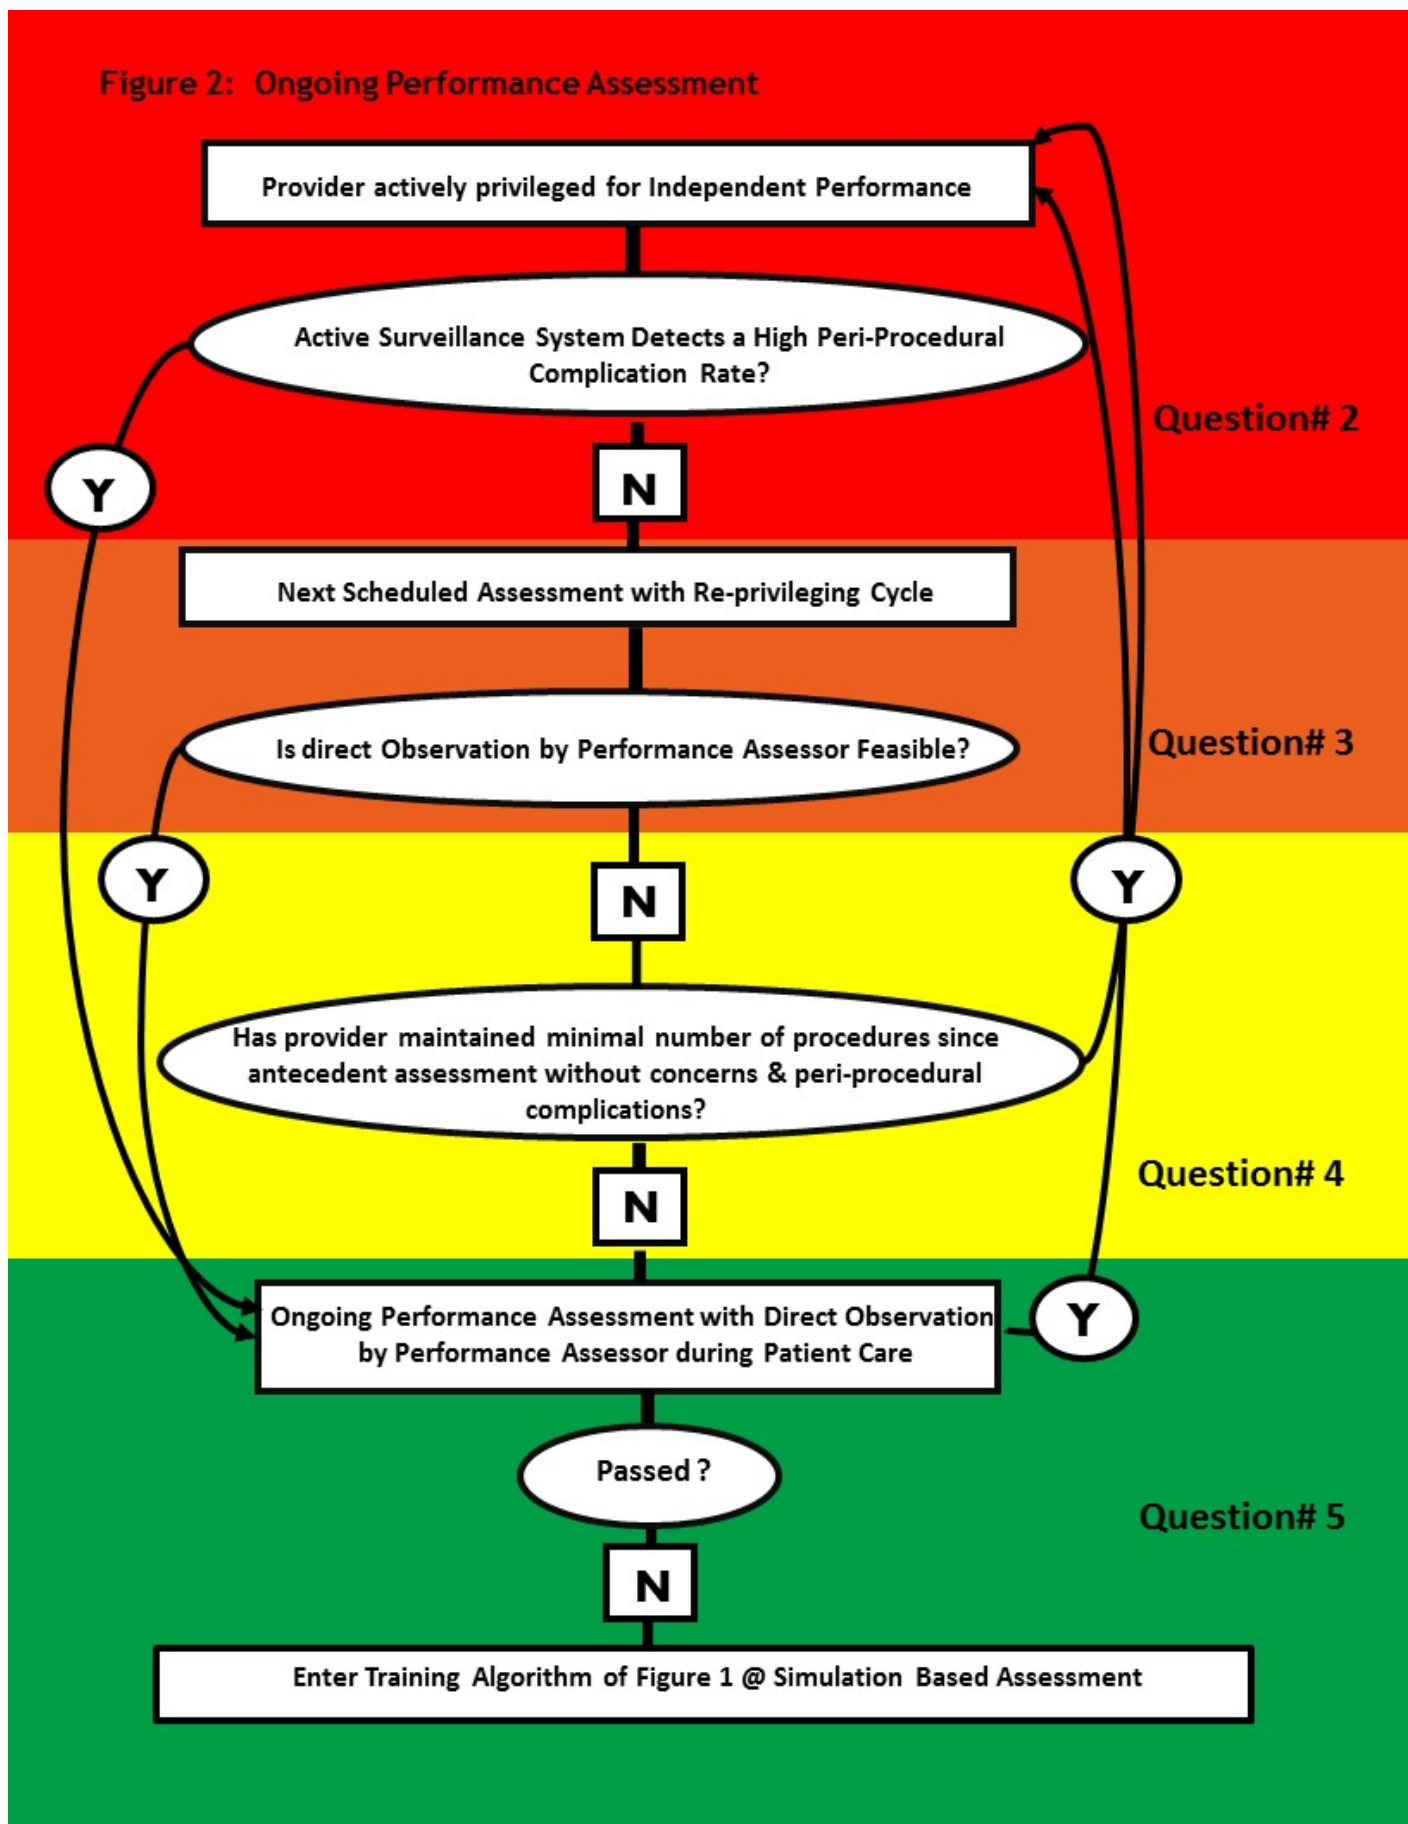 Figure 2: Ongoing Performance Assessment
Provider actively privileged for Independent Performance
Active Surveillance System Detects a High Peri-Procedural
Complication Rate?
Question# 2
Y
N
Next Scheduled Assessment with Re-privileging Cycle
Is direct Observation by Performance Assessor Feasible?
Question# 3
Y
N
Y
Has provider maintained minimal number of procedures since
antecedent assessment without concerns & peri-procedural
complications?
Question# 4
N
Ongoing Performance Assessment with Direct Observation
by Performance Assessor during Patient Care
Y
Passed ?
Question# 5
N
Enter Training Algorithm of Figure 1 @ Simulation Based Assessment